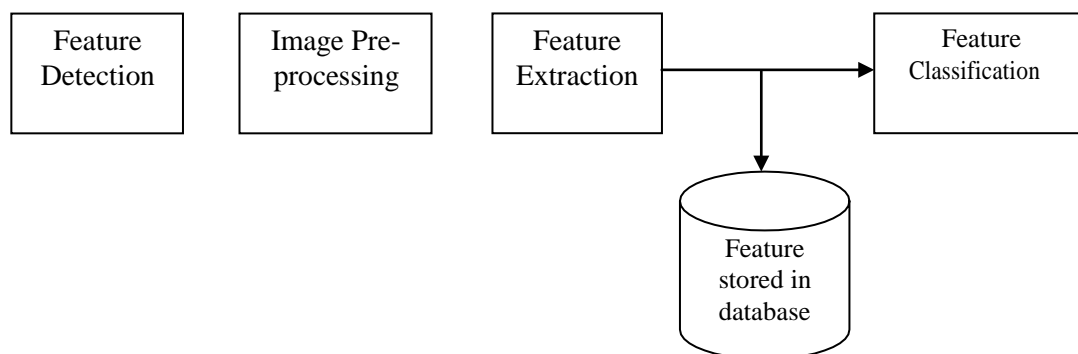 Feature
Detection
Image Pre-
processing
Feature
Extraction
Feature
Classification
Feature
stored in
database